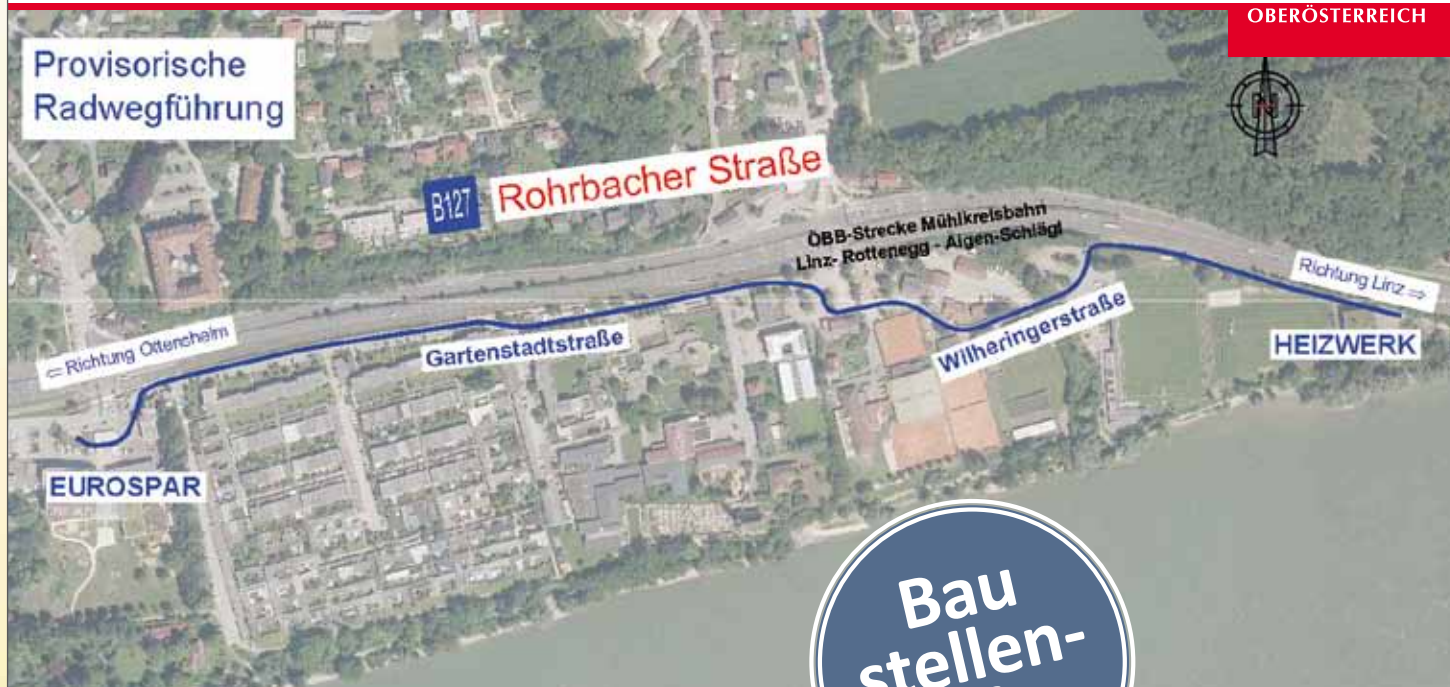 OBERÖSTERREICH
Provisorische
Radwegführung
N
B127 Rohrbacher Straße
ÖBB-Strecke Mühlkreisbahn
Linz- Rottenegg - Aigen-Schlägl
Richtung Linz ⇒
⇐ Richtung Ottensheim
Gartenstadtstraße
Wilheringerstraße
HEIZWERK
EUROSPAR
Bau
stellen-